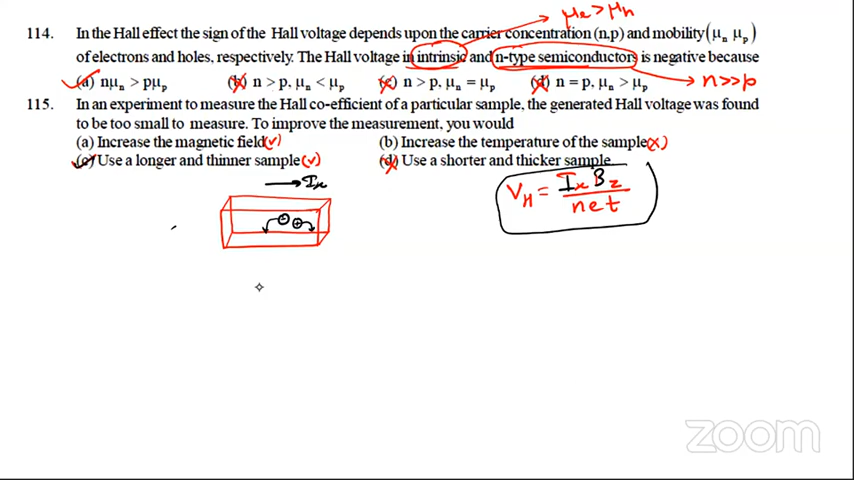 μe > μn
114. In the Hall effect the sign of the Hall voltage depends upon the carrier concentration (n,p) and mobility (μn μp)
of electrons and holes, respectively. The Hall voltage in intrinsic and n-type semiconductors is negative because
(a) nμn > pμp (b) n > p, μn < μp (c) n > p, μn = μp (d) n = p, μn > μp
n >> p
115. In an experiment to measure the Hall co-efficient of a particular sample, the generated Hall voltage was found
to be too small to measure. To improve the measurement, you would
(a) Increase the magnetic field (v) (b) Increase the temperature of the sample (x)
(c) Use a longer and thinner sample (v) (d) Use a shorter and thicker sample
Ix
VH = Ix Bz / n e t
- +
zoom